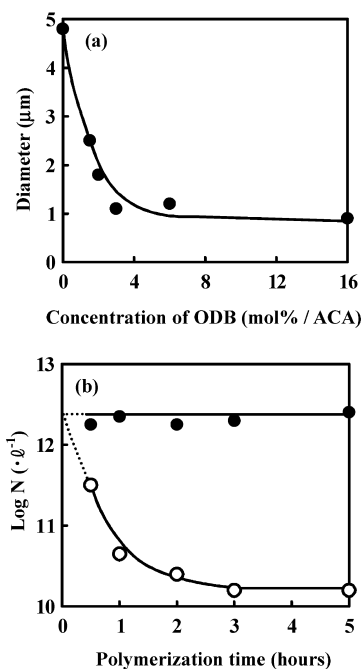 (a)
5
4
3
2
1
0
Diameter (μm)
0 4 8 12 16
Concentration of ODB (mol% / ACA)
(b)
13
12
11
10
Log N (·ℓ⁻¹)
0 1 2 3 4 5
Polymerization time (hours)